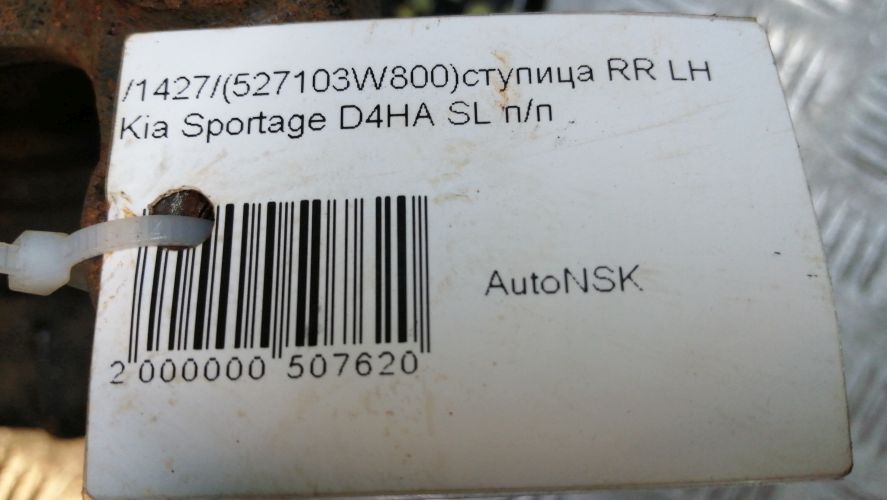 /1427/(527103W800)ступица RR LH
Kia Sportage D4HA SL п/п
AutoNSK
2 000000 507620